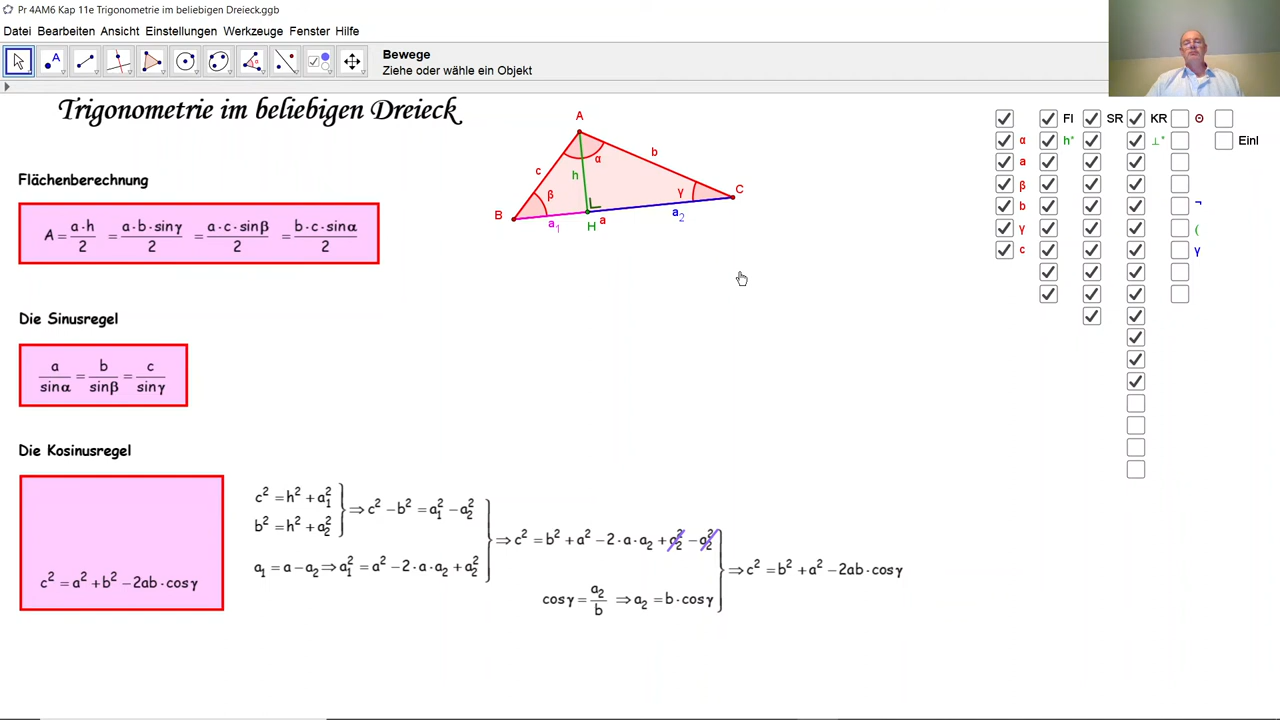 Pr 4AM6 Kap 11e Trigonometrie im beliebigen Dreieck.ggb
Datei Bearbeiten Ansicht Einstellungen Werkzeuge Fenster Hilfe
Bewege
Ziehe oder wähle ein Objekt
A
Trigonometrie im beliebigen Dreieck
A
b
c
α
h
β
γ
C
B
a₁
H
a
a₂
Fl SR KR ⊙
α h* ⊥* Einl
a
β
b ¬
γ (
c γ
Flächenberechnung
A = a·h/2 = a·b·sinγ/2 = a·c·sinβ/2 = b·c·sinα/2
Die Sinusregel
a/sinα = b/sinβ = c/sinγ
Die Kosinusregel
c² = a² + b² − 2ab·cosγ
c² = h² + a₁²
b² = h² + a₂²
⇒ c² − b² = a₁² − a₂²
a₁ = a − a₂ ⇒ a₁² = a² − 2·a·a₂ + a₂²
⇒ c² = b² + a² − 2·a·a₂ + a₂² − a₂²
cosγ = a₂/b ⇒ a₂ = b·cosγ
⇒ c² = b² + a² − 2ab·cosγ